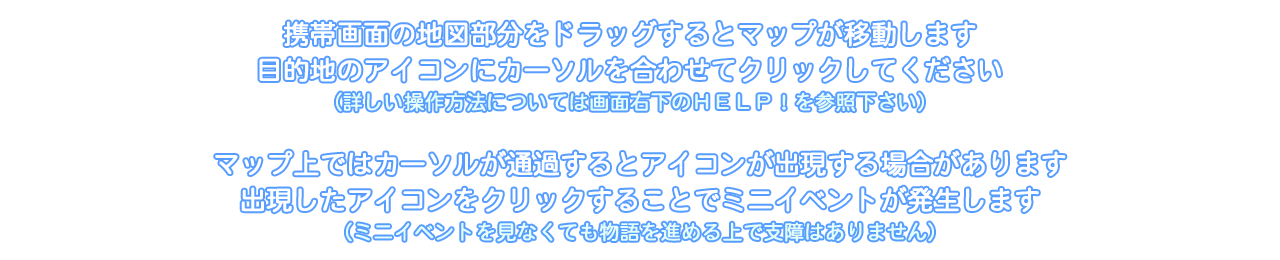 携帯画面の地図部分をドラッグするとマップが移動します
目的地のアイコンにカーソルを合わせてクリックしてください
（詳しい操作方法については画面右下のＨＥＬＰ！を参照下さい）
マップ上ではカーソルが通過するとアイコンが出現する場合があります
出現したアイコンをクリックすることでミニイベントが発生します
（ミニイベントを見なくても物語を進める上で支障はありません）